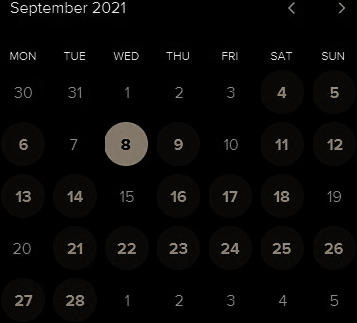 September 2021
MON TUE WED THU FRI SAT SUN
30 31 1 2 3 4 5
6 7 8 9 10 11 12
13 14 15 16 17 18 19
20 21 22 23 24 25 26
27 28 1 2 3 4 5